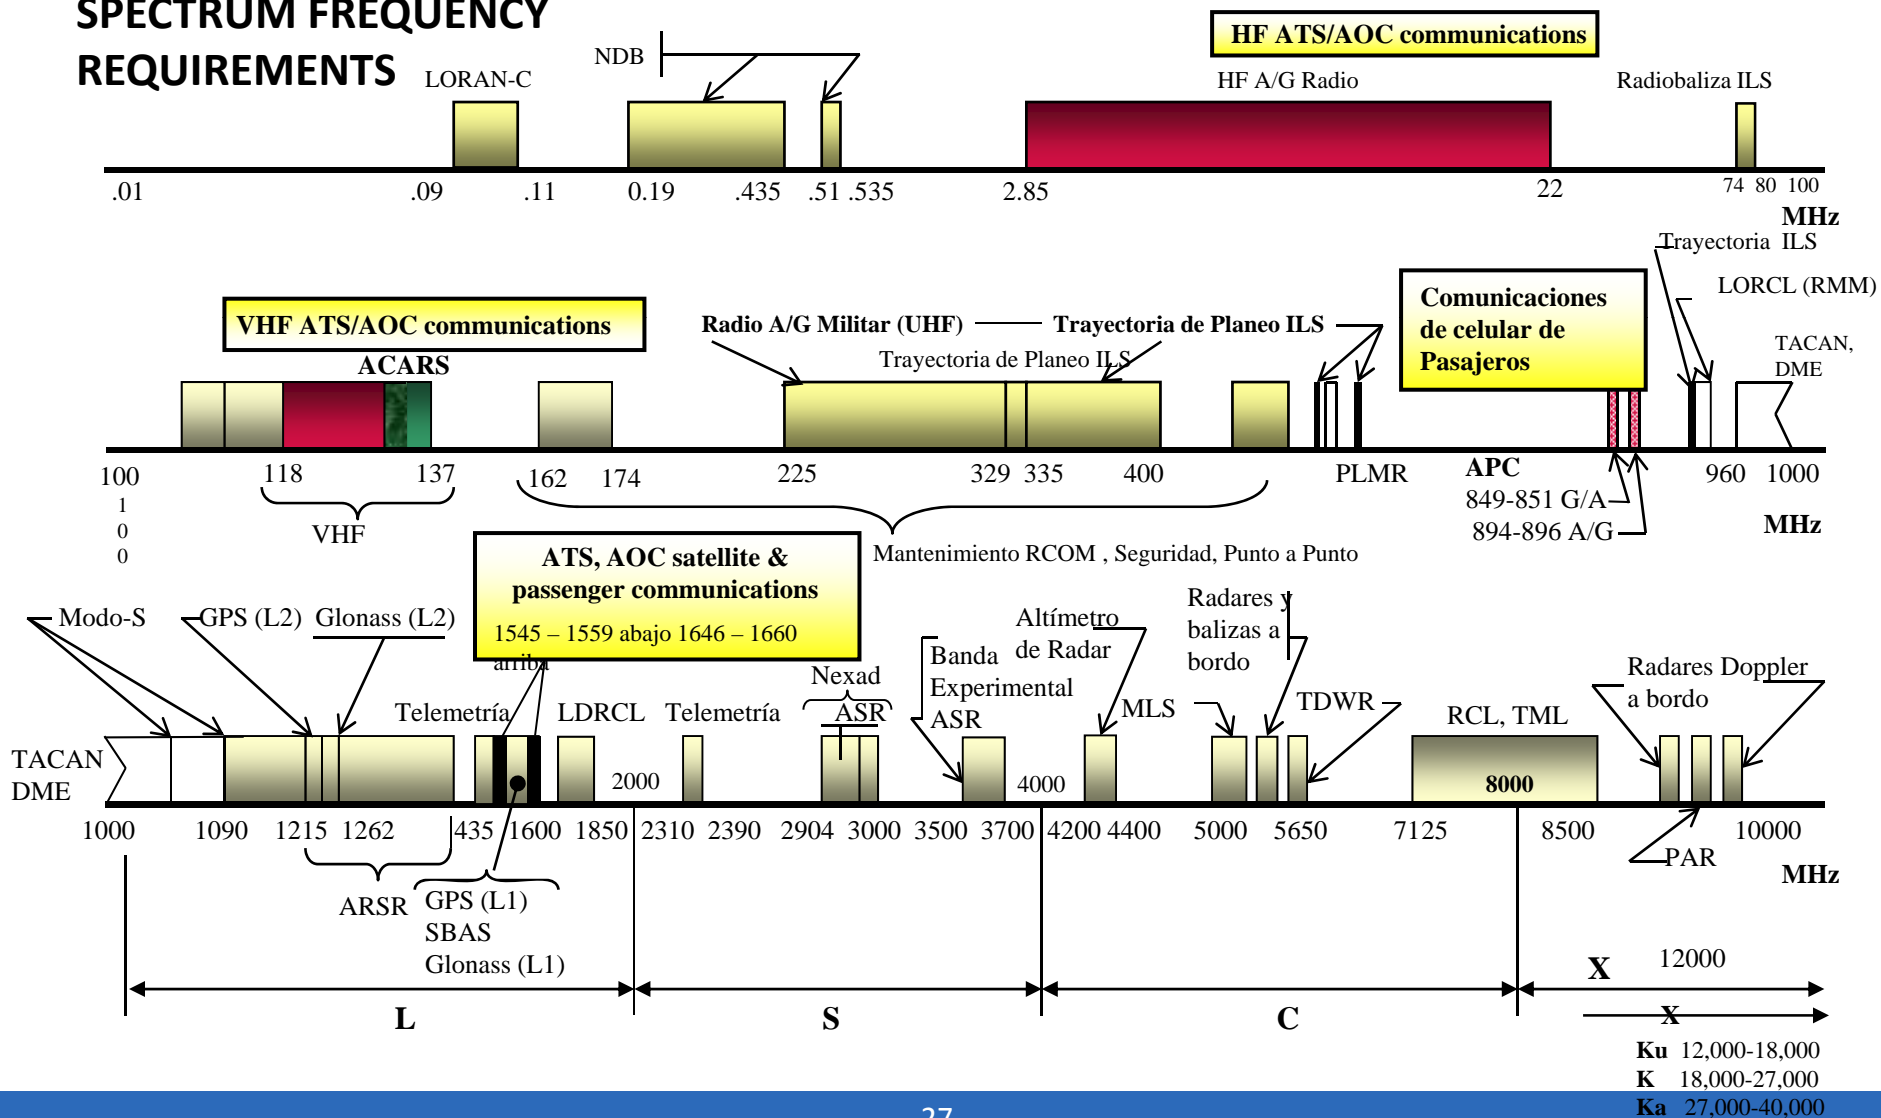 SPECTRUM FREQUENCY
REQUIREMENTS
LORAN-C
NDB
HF ATS/AOC communications
HF A/G Radio
Radiobaliza ILS
.01
.09
.11
0.19
.435
.51
.535
2.85
22
74
80
100
MHz
Trayectoria ILS
LORCL (RMM)
TACAN,
DME
VHF ATS/AOC communications
ACARS
Radio A/G Militar (UHF)
Trayectoria de Planeo ILS
Trayectoria de Planeo ILS
Comunicaciones
de celular de
Pasajeros
100
1
0
0
118
137
VHF
162
174
225
329
335
400
PLMR
APC
849-851 G/A
894-896 A/G
960
1000
MHz
Mantenimiento RCOM , Seguridad, Punto a Punto
ATS, AOC satellite &
passenger communications
1545 – 1559 abajo 1646 – 1660
arriba
Modo-S
GPS (L2)
Glonass (L2)
Telemetría
LDRCL
Telemetría
Nexad
ASR
Banda
Experimental
ASR
Altímetro
de Radar
MLS
Radares y
balizas a
bordo
TDWR
RCL, TML
Radares Doppler
a bordo
TACAN
DME
2000
4000
8000
1000
1090
1215
1262
435
1600
1850
2310
2390
2904
3000
3500
3700
4200
4400
5000
5650
7125
8500
10000
MHz
PAR
ARSR
GPS (L1)
SBAS
Glonass (L1)
L
S
C
X
12000
X
Ku 12,000-18,000
K 18,000-27,000
Ka 27,000-40,000
27